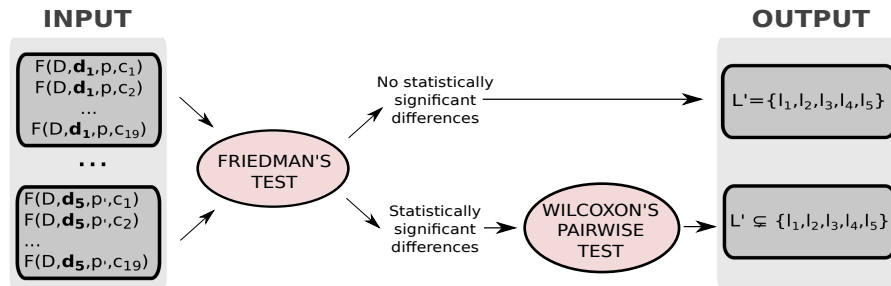 INPUT
F(D,d₁,p,c₁)
F(D,d₁,p,c₂)
...
F(D,d₁,p,c₁₉)
...
F(D,d₅,p',c₁)
F(D,d₅,p',c₂)
...
F(D,d₅,p',c₁₉)
FRIEDMAN'S
TEST
No statistically
significant
differences
Statistically
significant
differences
WILCOXON'S
PAIRWISE
TEST
OUTPUT
L'={l₁,l₂,l₃,l₄,l₅}
L' ⊊ {l₁,l₂,l₃,l₄,l₅}